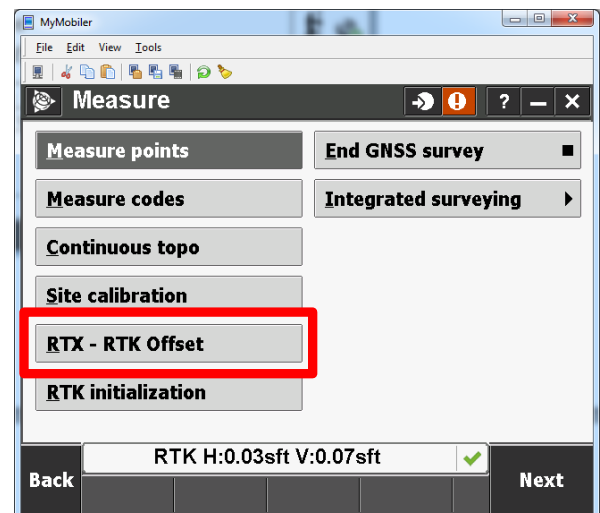 MyMobiler
File Edit View Tools
Measure
?
Measure points
End GNSS survey
Measure codes
Integrated surveying
Continuous topo
Site calibration
RTX - RTK Offset
RTK initialization
RTK H:0.03sft V:0.07sft
Back
Next